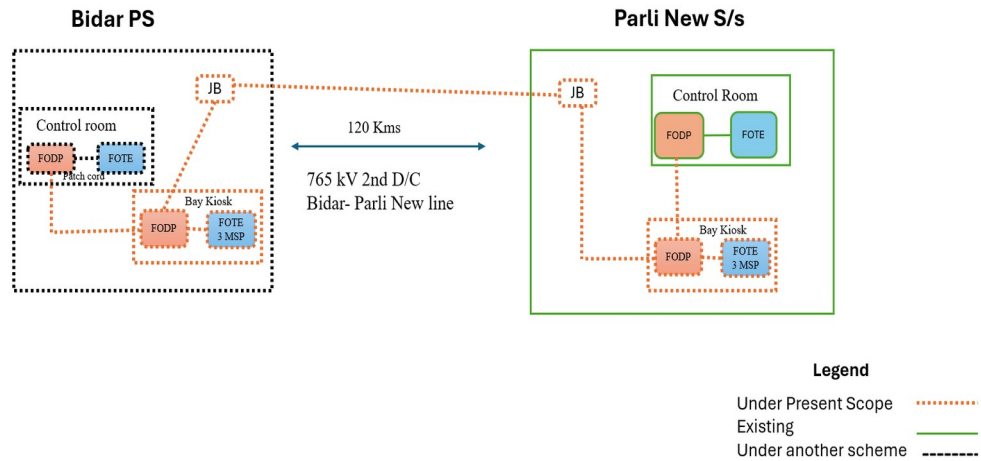 Bidar PS
Parli New S/s
JB
JB
Control room
FODP
FOTE
Patch cord
Bay Kiosk
FODP
FOTE
3 MSP
120 Kms
765 kV 2nd D/C
Bidar- Parli New line
Control Room
FODP
FOTE
Bay Kiosk
FODP
FOTE
3 MSP
Legend
Under Present Scope
Existing
Under another scheme